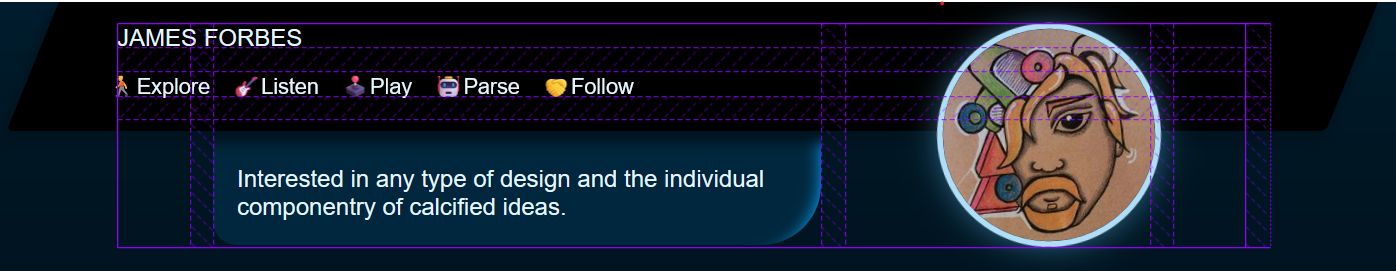 JAMES FORBES
Explore Listen Play Parse Follow
Interested in any type of design and the individual
componentry of calcified ideas.